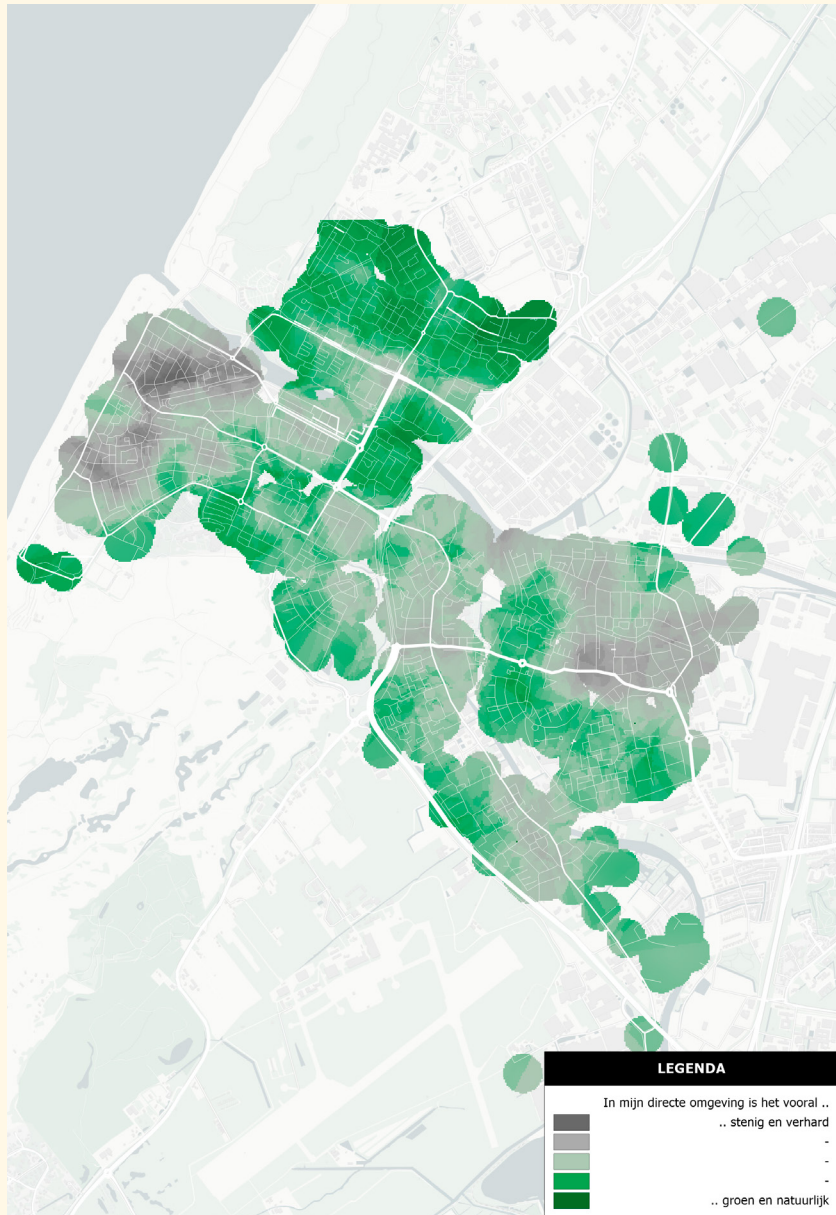 LEGENDA
In mijn directe omgeving is het vooral ..
.. stenig en verhard
-
-
-
.. groen en natuurlijk